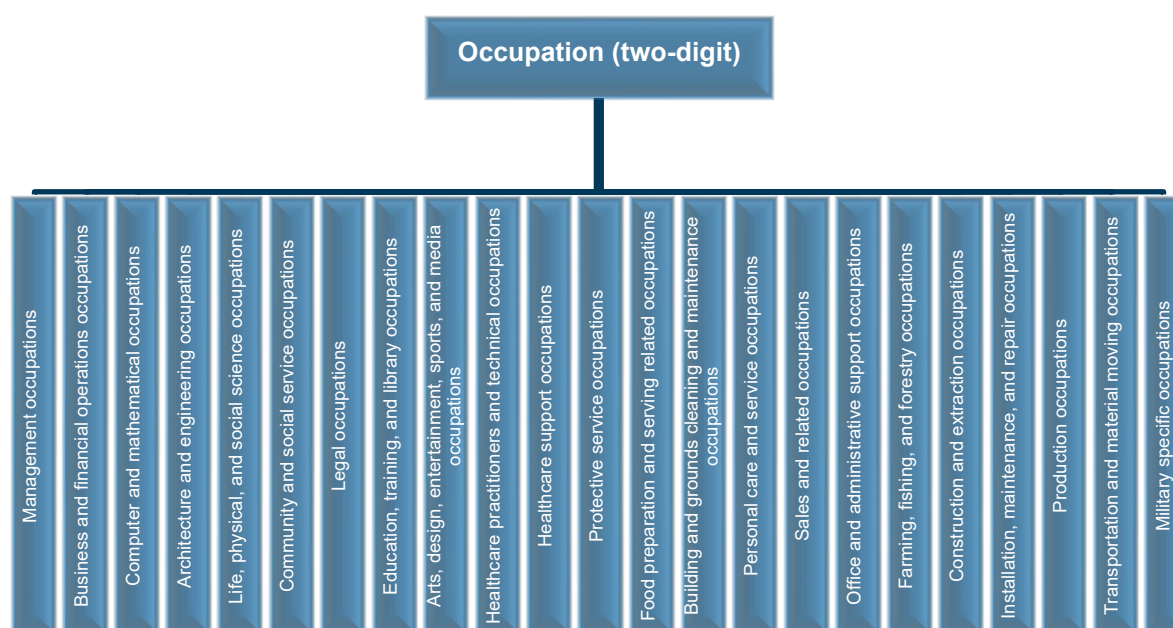 Occupation (two-digit)
Management occupations
Business and financial operations occupations
Computer and mathematical occupations
Architecture and engineering occupations
Life, physical, and social science occupations
Community and social service occupations
Legal occupations
Education, training, and library occupations
Arts, design, entertainment, sports, and media
occupations
Healthcare practitioners and technical occupations
Healthcare support occupations
Protective service occupations
Food preparation and serving related occupations
Building and grounds cleaning and maintenance
occupations
Personal care and service occupations
Sales and related occupations
Office and administrative support occupations
Farming, fishing, and forestry occupations
Construction and extraction occupations
Installation, maintenance, and repair occupations
Production occupations
Transportation and material moving occupations
Military specific occupations